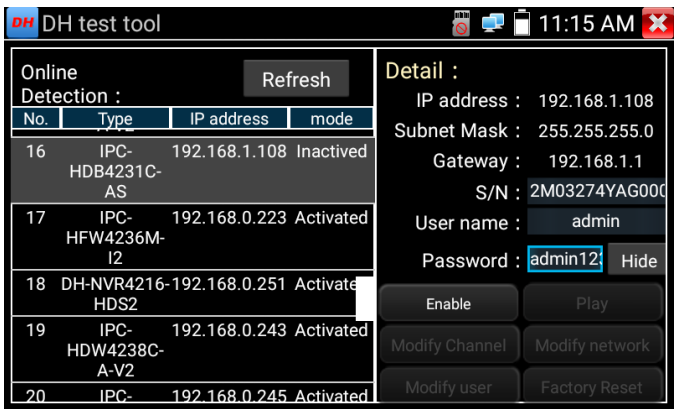 DH DH test tool 11:15 AM
Online
Detection :
Refresh
No. Type IP address mode
16 IPC-HDB4231C-AS 192.168.1.108 Inactived
17 IPC-HFW4236M-I2 192.168.0.223 Activated
18 DH-NVR4216-HDS2 192.168.0.251 Activate
19 IPC-HDW4238C-A-V2 192.168.0.243 Activated
20 IPC- 192.168.0.245 Activated
Detail :
IP address : 192.168.1.108
Subnet Mask : 255.255.255.0
Gateway : 192.168.1.1
S/N : 2M03274YAG000
User name : admin
Password : admin12 Hide
Enable Play
Modify Channel Modify network
Modify user Factory Reset